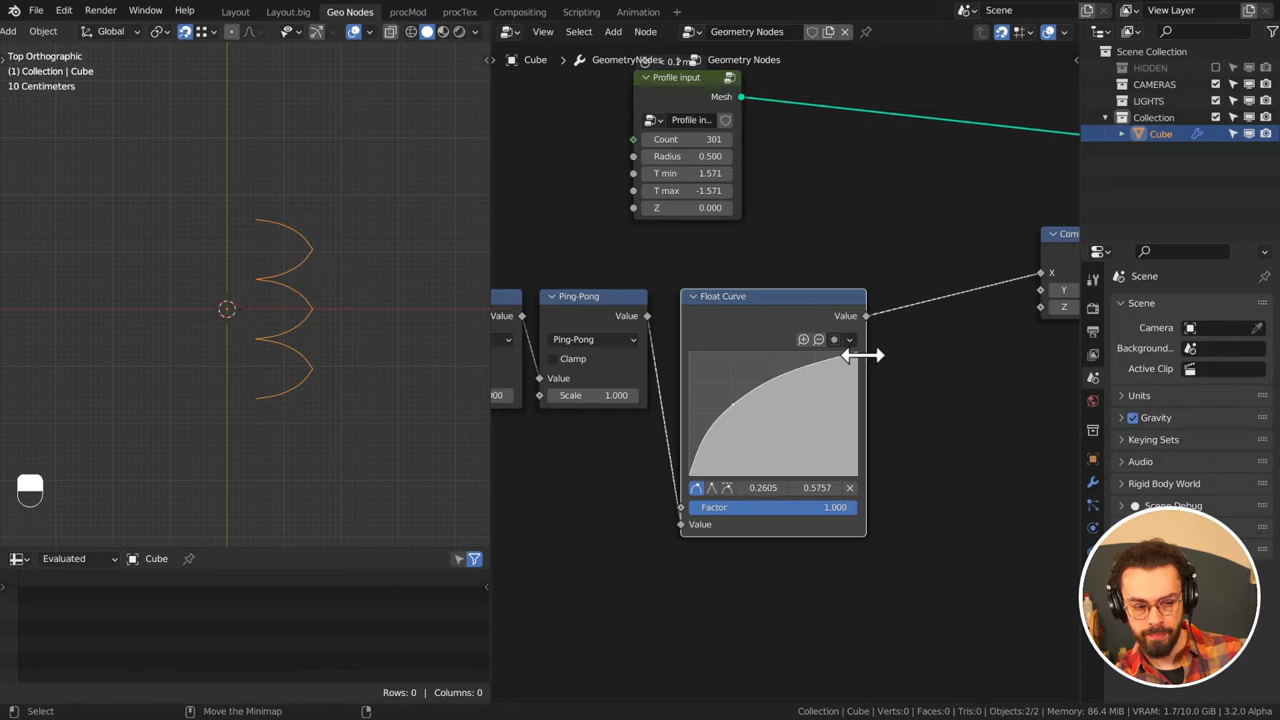 File Edit Render Window Help Layout Layout.big Geo Nodes procMod procTex Compositing Scripting Animation + Scene View Layer
Add Object Global View Select Add Node Geometry Nodes
Top Orthographic
(1) Collection | Cube
10 Centimeters
Cube GeometryNodes Geometry Nodes
Profile input
Mesh
Profile in...
Count 301
Radius 0.500
T min 1.571
T max -1.571
Z 0.000
Value
000
Ping-Pong
Value
Ping-Pong
Clamp
Value
Scale 1.000
Float Curve
Value
0.2605 0.5757
Factor 1.000
Value
Com
X
Y
Z
Scene Collection
HIDDEN
CAMERAS
LIGHTS
Collection
Cube
Scene
Scene
Camera
Background...
Active Clip
Units
Gravity
Keying Sets
Audio
Rigid Body World
Scene Debug
Evaluated Cube
Rows: 0 | Columns: 0
Select Move the Minimap Collection | Cube | Verts:0 | Faces:0 | Tris:0 | Objects:2/2 | Memory: 86.4 MiB | VRAM: 1.7/10.0 GiB | 3.2.0 Alpha